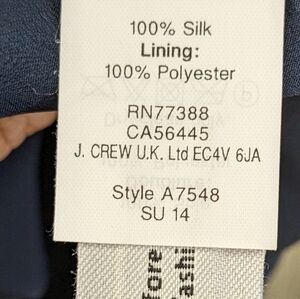 100% Silk
Lining:
100% Polyester
RN77388
CA56445
J. CREW U.K. Ltd EC4V 6JA
Style A7548
SU 14